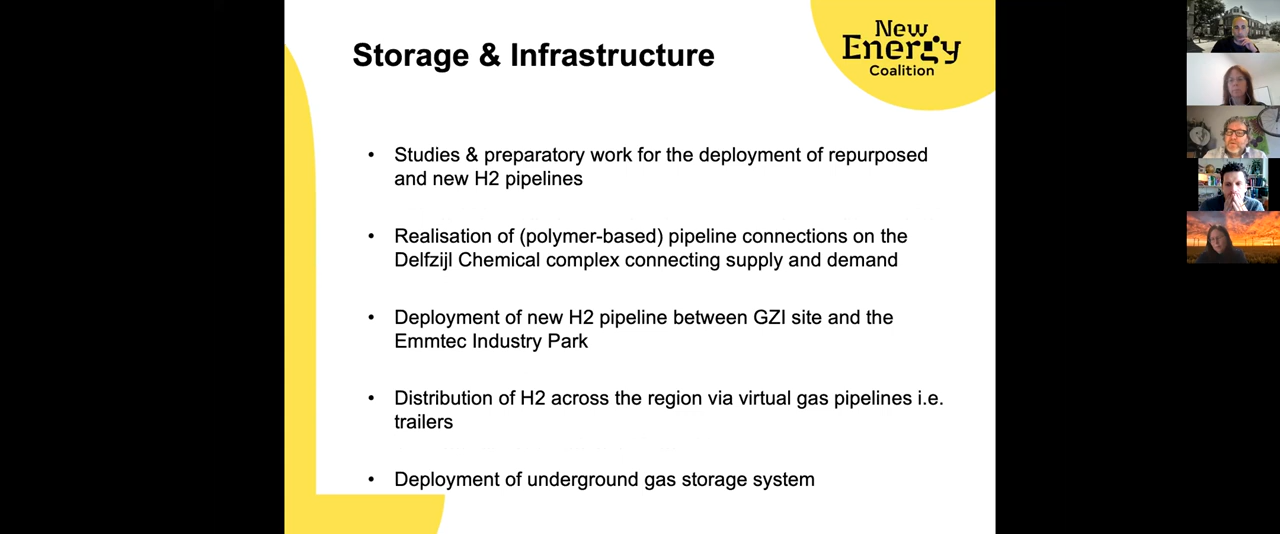 Storage & Infrastructure
New
Energy
Coalition
• Studies & preparatory work for the deployment of repurposed
and new H2 pipelines
• Realisation of (polymer-based) pipeline connections on the
Delfzijl Chemical complex connecting supply and demand
• Deployment of new H2 pipeline between GZI site and the
Emmtec Industry Park
• Distribution of H2 across the region via virtual gas pipelines i.e.
trailers
• Deployment of underground gas storage system